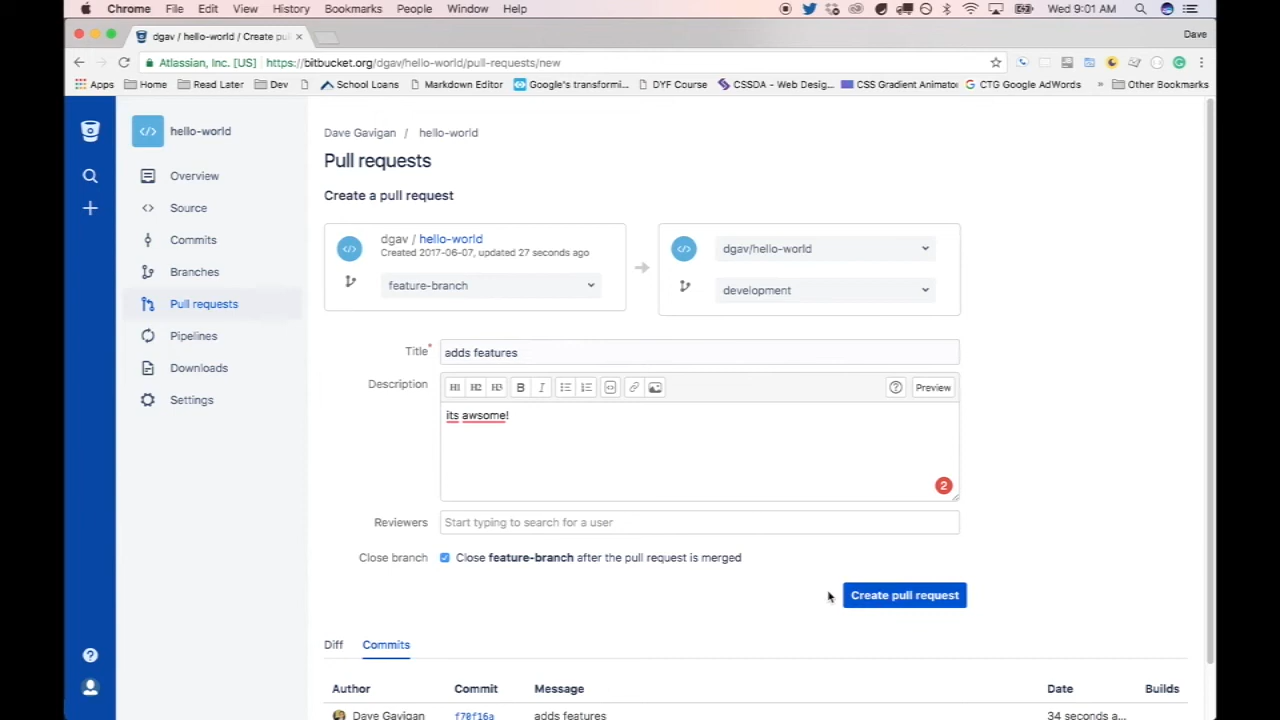 Chrome File Edit View History Bookmarks People Window Help Wed 9:01 AM
dgav / hello-world / Create pul Dave
Atlassian, Inc. [US] https://bitbucket.org/dgav/hello-world/pull-requests/new
Apps Home Read Later Dev School Loans Markdown Editor Google's transformi... DYF Course CSSDA - Web Desig... CSS Gradient Animator CTG Google AdWords » Other Bookmarks
hello-world
Overview
Source
Commits
Branches
Pull requests
Pipelines
Downloads
Settings
Dave Gavigan / hello-world
Pull requests
Create a pull request
dgav / hello-world
Created 2017-06-07, updated 27 seconds ago
feature-branch
dgav/hello-world
development
Title* adds features
Description H1 H2 H3 B I Preview
its awsome!
2
Reviewers Start typing to search for a user
Close branch Close feature-branch after the pull request is merged
Create pull request
Diff Commits
Author Commit Message Date Builds
Dave Gavigan f70f16a adds features 34 seconds a...